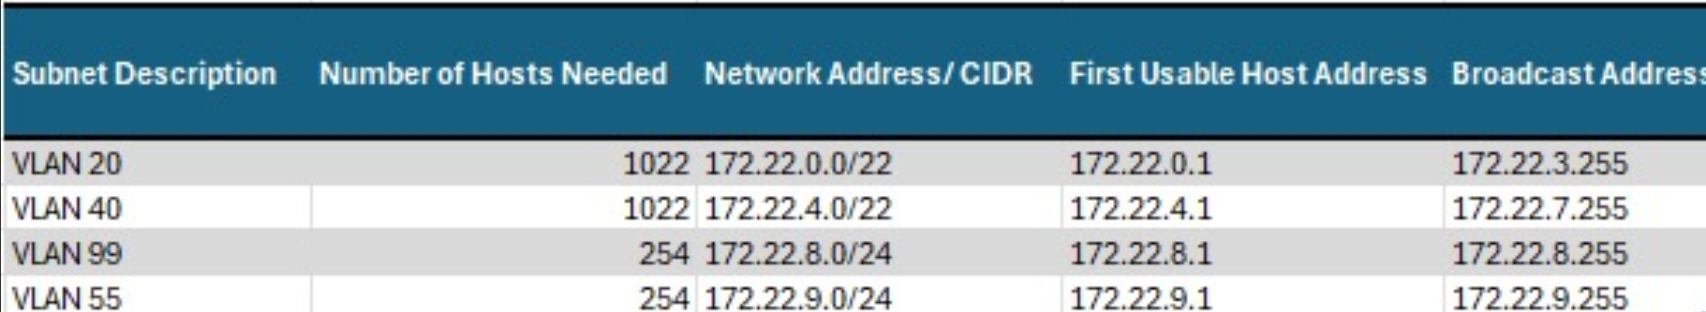 Subnet Description Number of Hosts Needed Network Address/ CIDR First Usable Host Address Broadcast Address
VLAN 20 1022 172.22.0.0/22 172.22.0.1 172.22.3.255
VLAN 40 1022 172.22.4.0/22 172.22.4.1 172.22.7.255
VLAN 99 254 172.22.8.0/24 172.22.8.1 172.22.8.255
VLAN 55 254 172.22.9.0/24 172.22.9.1 172.22.9.255